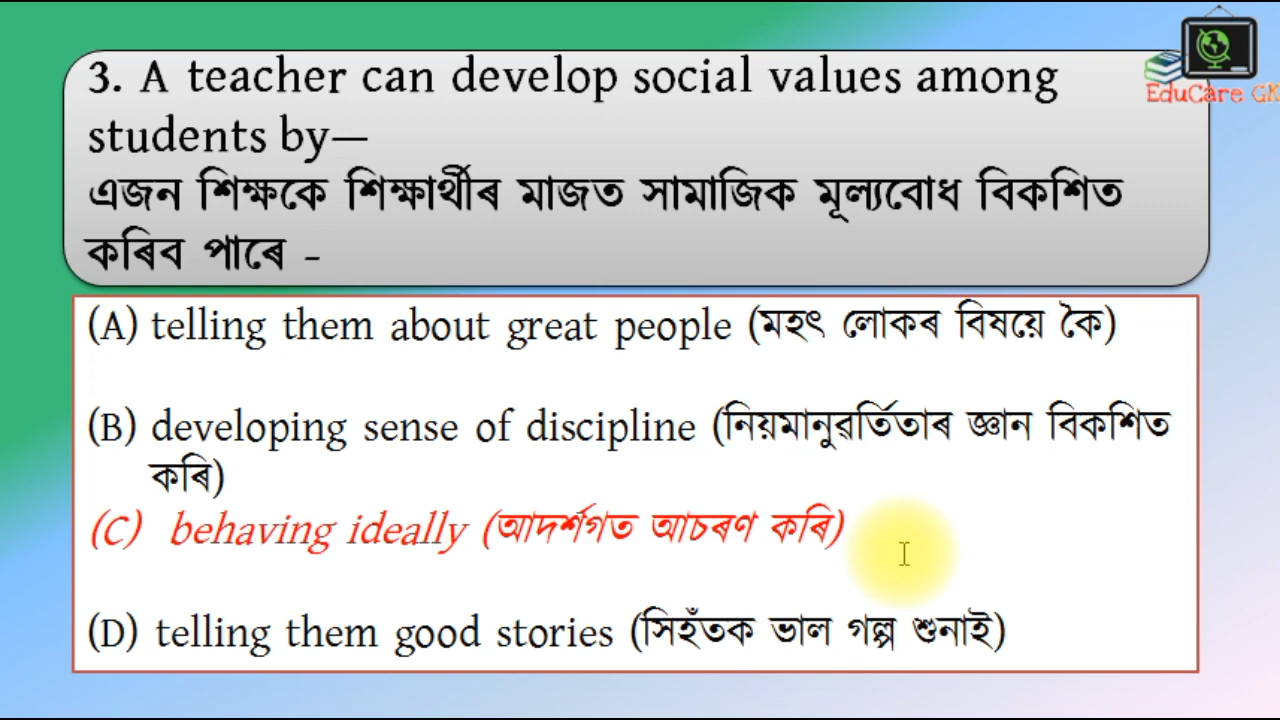 EduCare GK
3. A teacher can develop social values among
students by—
এজন শিক্ষকে শিক্ষাৰ্থীৰ মাজত সামাজিক মূল্যবোধ বিকশিত
কৰিব পাৰে -
(A) telling them about great people (মহৎ লোকৰ বিষয়ে কৈ)
(B) developing sense of discipline (নিয়মানুৱৰ্তিতাৰ জ্ঞান বিকশিত
কৰি)
(C) behaving ideally (আদৰ্শগত আচৰণ কৰি)
(D) telling them good stories (সিহঁতক ভাল গল্প শুনাই)